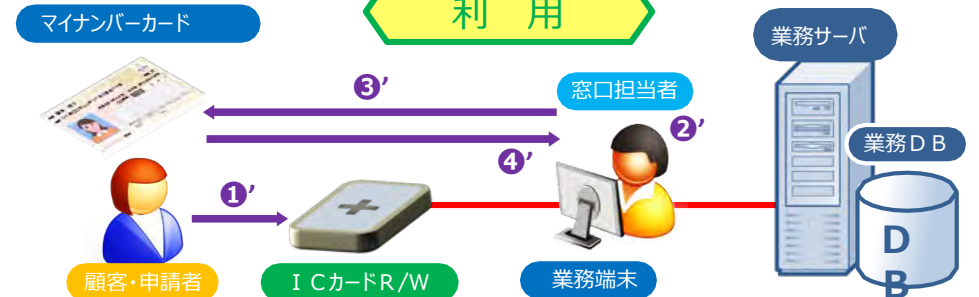 マイナンバーカード
利　用
業務サーバ
❸’
窓口担当者
❷’
業務ＤＢ
❹’
❶’
ＤＢ
顧客・申請者
ＩＣカードＲ/Ｗ
業務端末